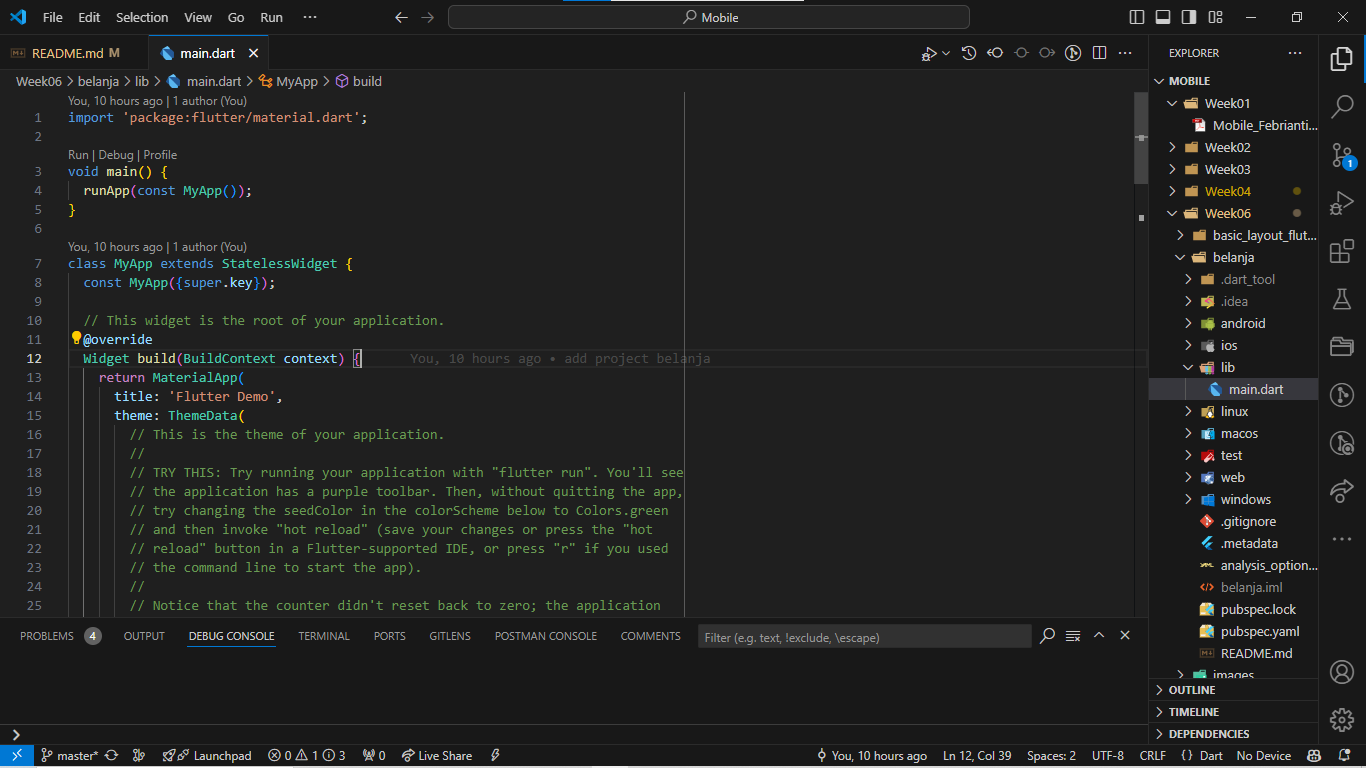 File Edit Selection View Go Run ···
Mobile
README.md M
main.dart
Week06 > belanja > lib > main.dart > MyApp > build
You, 10 hours ago | 1 author (You)
1 import 'package:flutter/material.dart';
2
Run | Debug | Profile
3 void main() {
4 runApp(const MyApp());
5 }
6
You, 10 hours ago | 1 author (You)
7 class MyApp extends StatelessWidget {
8 const MyApp({super.key});
9
10 // This widget is the root of your application.
11 @override
12 Widget build(BuildContext context) { You, 10 hours ago • add project belanja
13 return MaterialApp(
14 title: 'Flutter Demo',
15 theme: ThemeData(
16 // This is the theme of your application.
17 //
18 // TRY THIS: Try running your application with "flutter run". You'll see
19 // the application has a purple toolbar. Then, without quitting the app,
20 // try changing the seedColor in the colorScheme below to Colors.green
21 // and then invoke "hot reload" (save your changes or press the "hot
22 // reload" button in a Flutter-supported IDE, or press "r" if you used
23 // the command line to start the app).
24 //
25 // Notice that the counter didn't reset back to zero; the application
PROBLEMS 4 OUTPUT DEBUG CONSOLE TERMINAL PORTS GITLENS POSTMAN CONSOLE COMMENTS Filter (e.g. text, !exclude, \escape)
EXPLORER ···
MOBILE
Week01
Mobile_Febrianti...
Week02
Week03
Week04
Week06
basic_layout_flut...
belanja
.dart_tool
.idea
android
ios
lib
main.dart
linux
macos
test
web
windows
.gitignore
.metadata
analysis_option...
belanja.iml
pubspec.lock
pubspec.yaml
README.md
images
OUTLINE
TIMELINE
DEPENDENCIES
1
master* Launchpad 0 1 3 0 Live Share You, 10 hours ago Ln 12, Col 39 Spaces: 2 UTF-8 CRLF {} Dart No Device